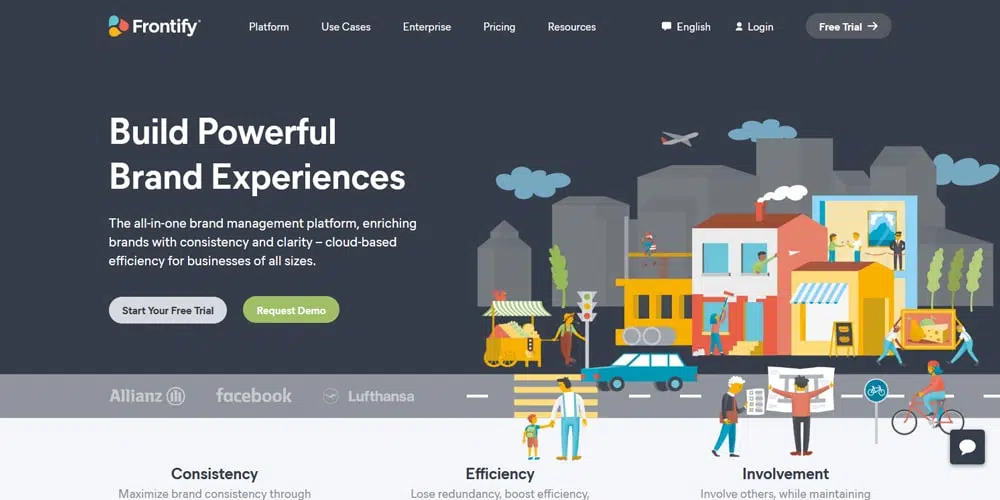 Frontify
Platform
Use Cases
Enterprise
Pricing
Resources
English
Login
Free Trial
Build Powerful
Brand Experiences
The all-in-one brand management platform, enriching
brands with consistency and clarity – cloud-based
efficiency for businesses of all sizes.
Start Your Free Trial
Request Demo
Allianz
facebook
Lufthansa
Consistency
Efficiency
Involvement
Maximize brand consistency through
Lose redundancy, boost efficiency,
Involve others, while maintaining